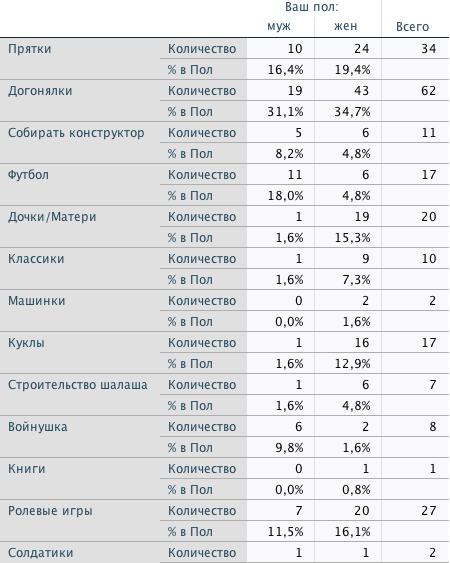 Ваш пол:
муж жен Всего
Прятки Количество 10 24 34
% в Пол 16,4% 19,4%
Догонялки Количество 19 43 62
% в Пол 31,1% 34,7%
Собирать конструктор Количество 5 6 11
% в Пол 8,2% 4,8%
Футбол Количество 11 6 17
% в Пол 18,0% 4,8%
Дочки/Матери Количество 1 19 20
% в Пол 1,6% 15,3%
Классики Количество 1 9 10
% в Пол 1,6% 7,3%
Машинки Количество 0 2 2
% в Пол 0,0% 1,6%
Куклы Количество 1 16 17
% в Пол 1,6% 12,9%
Строительство шалаша Количество 1 6 7
% в Пол 1,6% 4,8%
Войнушка Количество 6 2 8
% в Пол 9,8% 1,6%
Книги Количество 0 1 1
% в Пол 0,0% 0,8%
Ролевые игры Количество 7 20 27
% в Пол 11,5% 16,1%
Солдатики Количество 1 1 2